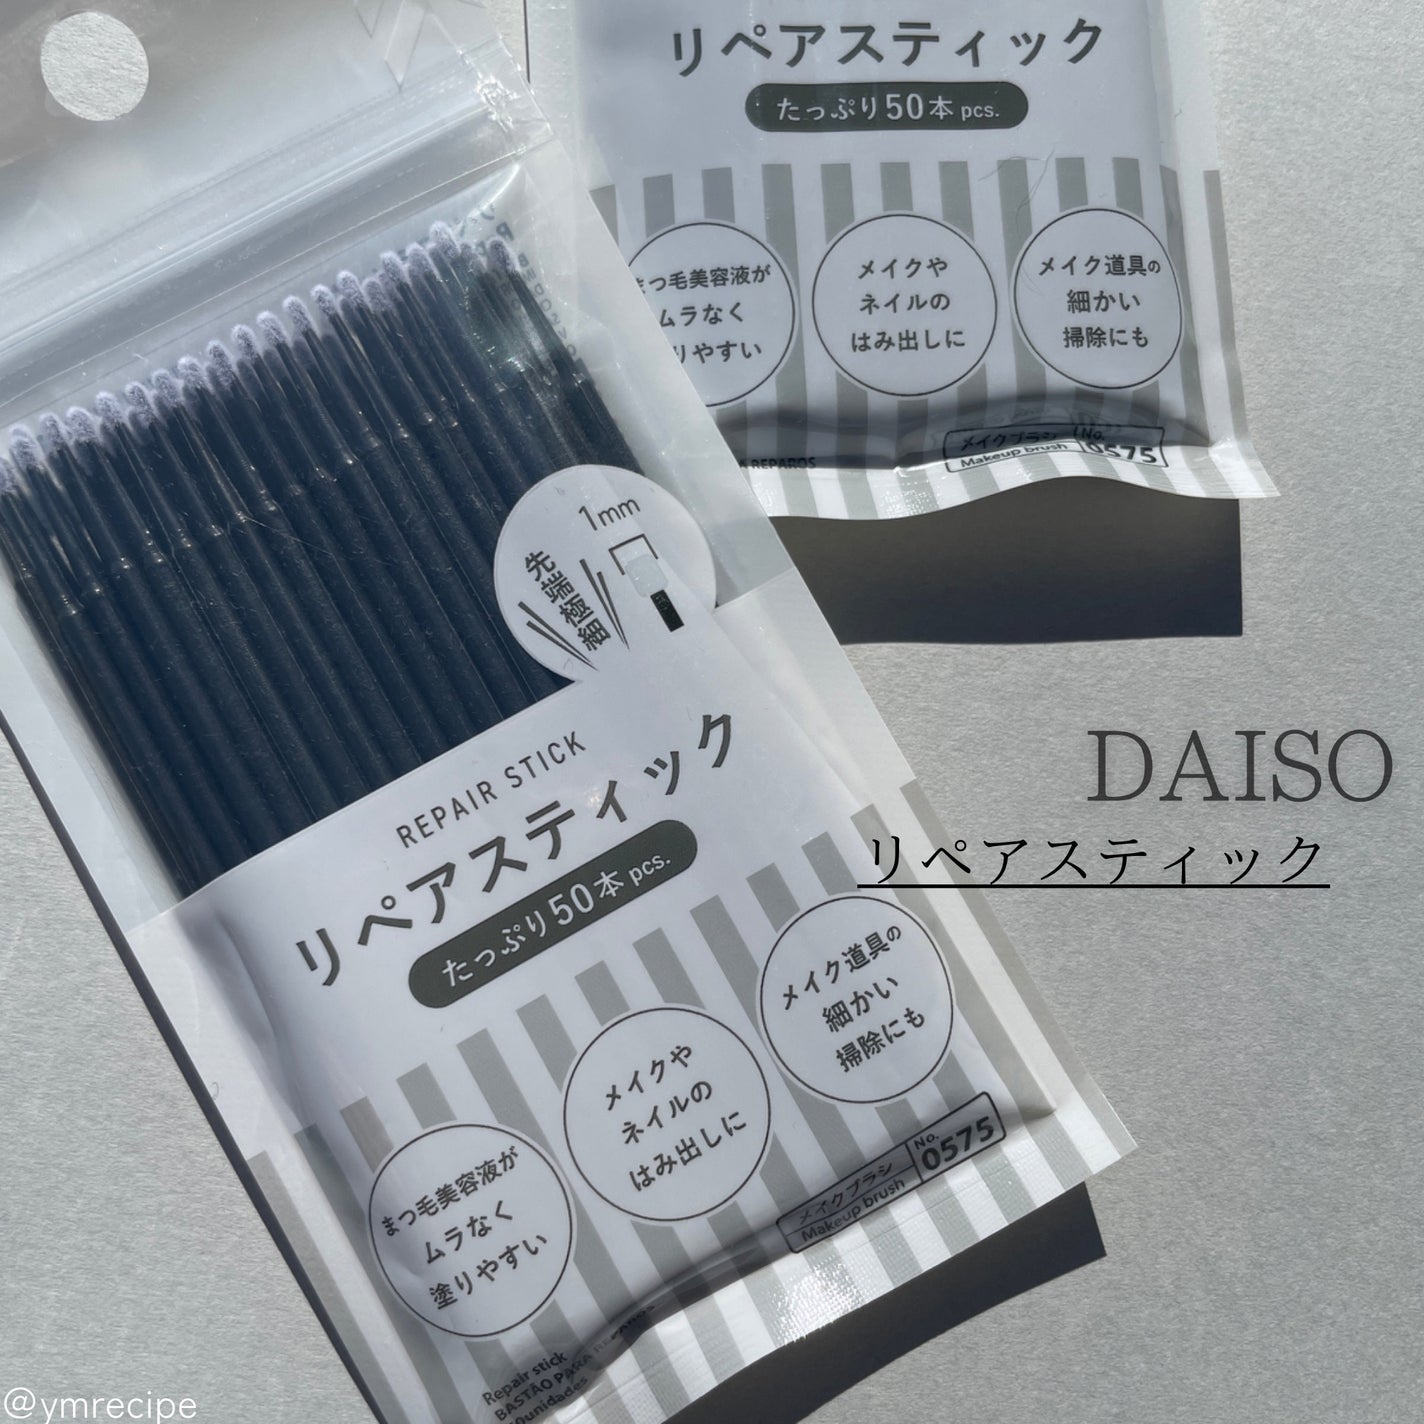 リペアスティック
たっぷり50本 pcs.
まつ毛美容液が
ムラなく
りやすい
メイクや
ネイルの
はみ出しに
メイク道具の
細かい
掃除にも
メイクブラシ
Makeup brush
No.
0575
A REPAROS
1mm
先端極細
REPAIR STICK
リペアスティック
たっぷり50本 pcs.
まつ毛美容液が
ムラなく
塗りやすい
メイクや
ネイルの
はみ出しに
メイク道具の
細かい
掃除にも
メイクブラシ
Makeup brush
No.
0575
Repair stick
BASTÃO PARA REPAROS
unidades
DAISO
リペアスティック
@ymrecipe